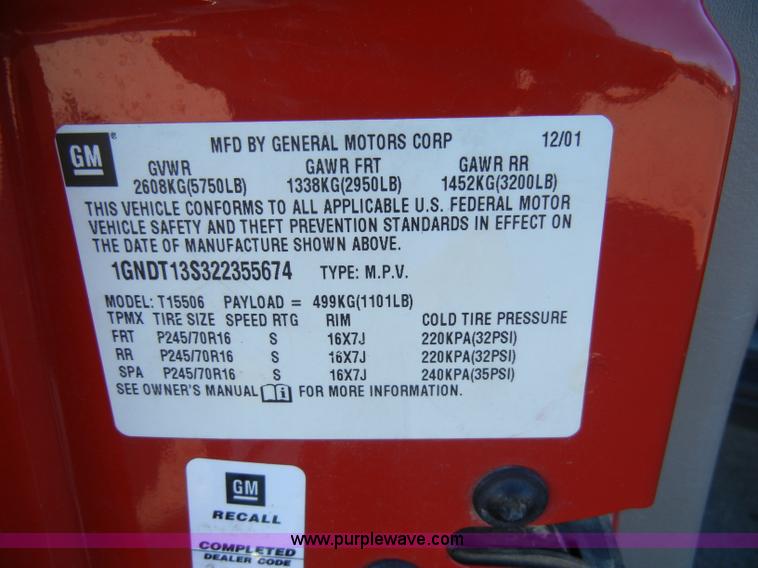 GM
MFD BY GENERAL MOTORS CORP 12/01
GVWR GAWR FRT GAWR RR
2608KG(5750LB) 1338KG(2950LB) 1452KG(3200LB)
THIS VEHICLE CONFORMS TO ALL APPLICABLE U.S. FEDERAL MOTOR
VEHICLE SAFETY AND THEFT PREVENTION STANDARDS IN EFFECT ON
THE DATE OF MANUFACTURE SHOWN ABOVE.
1GNDT13S322355674 TYPE: M.P.V.
MODEL: T15506 PAYLOAD = 499KG(1101LB)
TPMX TIRE SIZE SPEED RTG RIM COLD TIRE PRESSURE
FRT P245/70R16 S 16X7J 220KPA(32PSI)
RR P245/70R16 S 16X7J 220KPA(32PSI)
SPA P245/70R16 S 16X7J 240KPA(35PSI)
SEE OWNER'S MANUAL i FOR MORE INFORMATION.
GM
RECALL
www.purplewave.com
COMPLETED
DEALER CODE